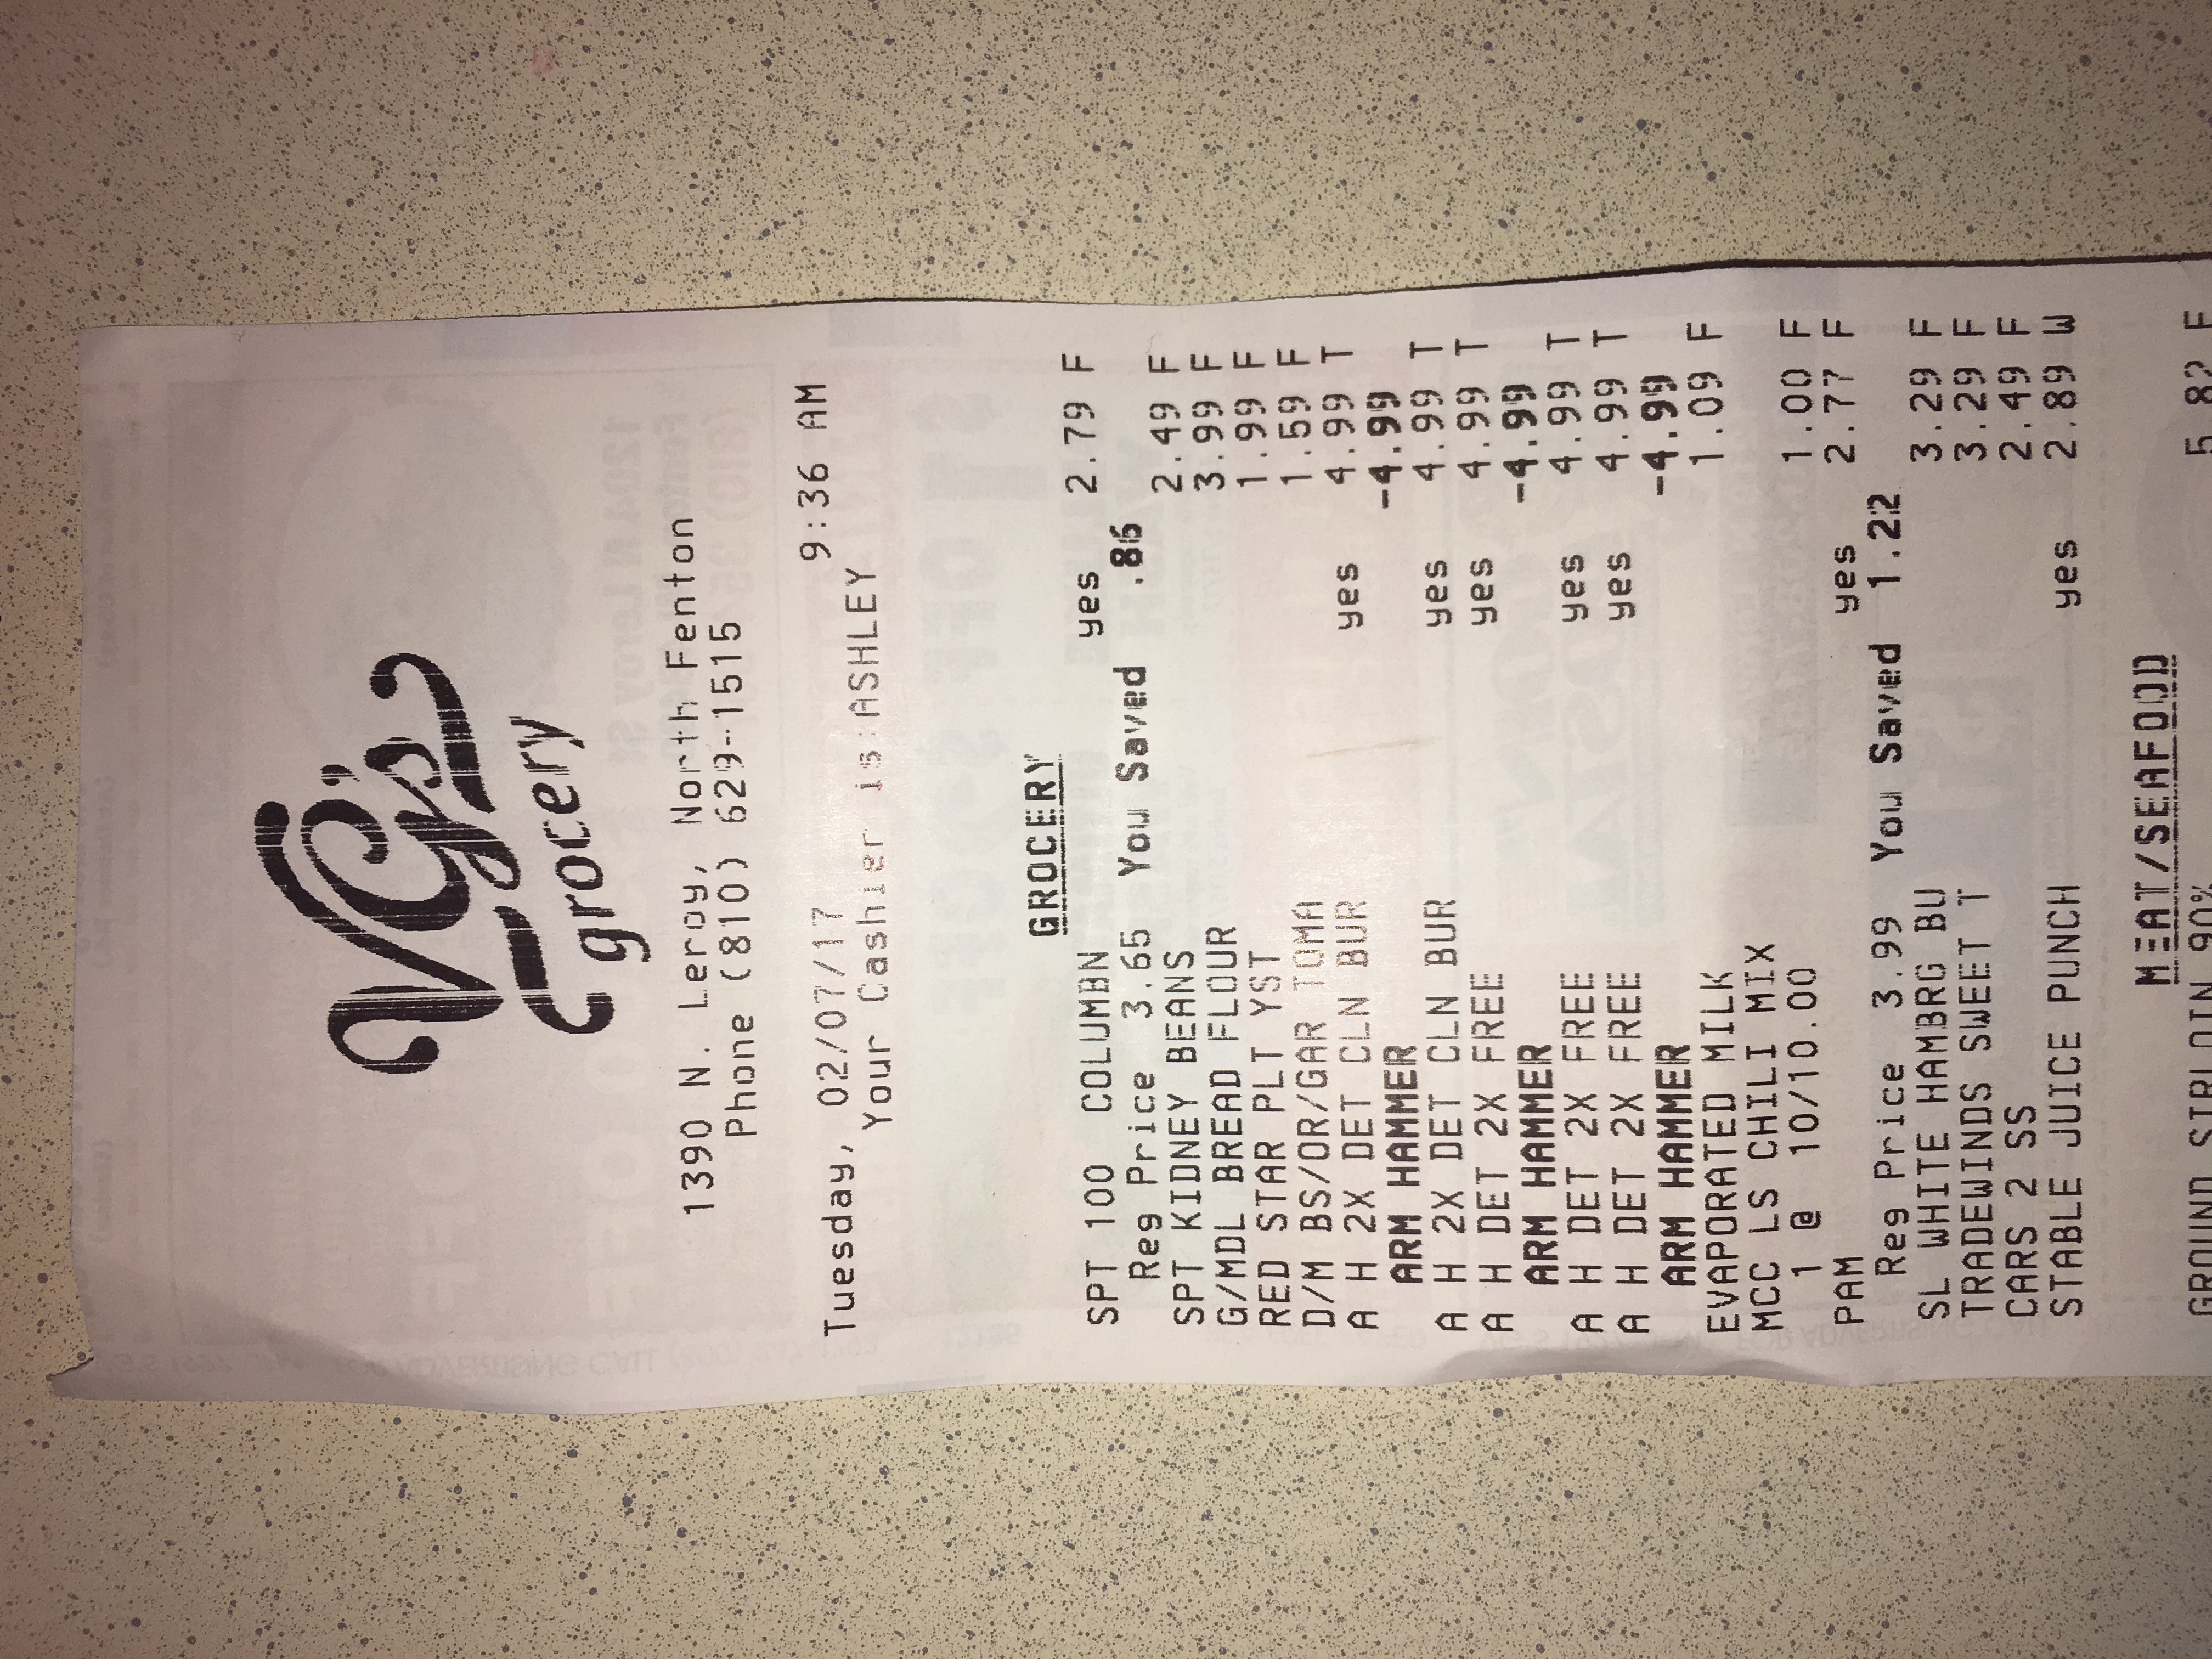 VG's
grocery
1390 N. Leroy, North Fenton
Phone (810) 629-1515
Tuesday, 02/07/17 9:36 AM
Your Cashier is ASHLEY
GROCERY
SPT 100 COLUMBN yes 2.79 F
Reg Price 3.65 You Saved .86
SPT KIDNEY BEANS 2.49 F
G/MDL BREAD FLOUR 3.99 F
RED STAR PLT YST 1.99 F
D/M BS/OR/GAR TOMA 1.59 F
A H 2X DET CLN BUR yes 4.99 T
ARM HAMMER -4.99
A H 2X DET CLN BUR yes 4.99 T
A H DET 2X FREE yes 4.99 T
ARM HAMMER -4.99
A H DET 2X FREE yes 4.99 T
A H DET 2X FREE yes 4.99 T
ARM HAMMER -4.99
EVAPORATED MILK 1.09 F
MCC LS CHILI MIX
1 @ 10/10.00 1.00 F
PAM yes 2.77 F
Reg Price 3.99 You Saved 1.22
SL WHITE HAMBRG BU 3.29 F
TRADEWINDS SWEET T 3.29 F
CARS 2 SS 2.49 F
STABLE JUICE PUNCH yes 2.89 W
MEAT/SEAFOOD
GROUND SIRLOIN 90% 5.82 F